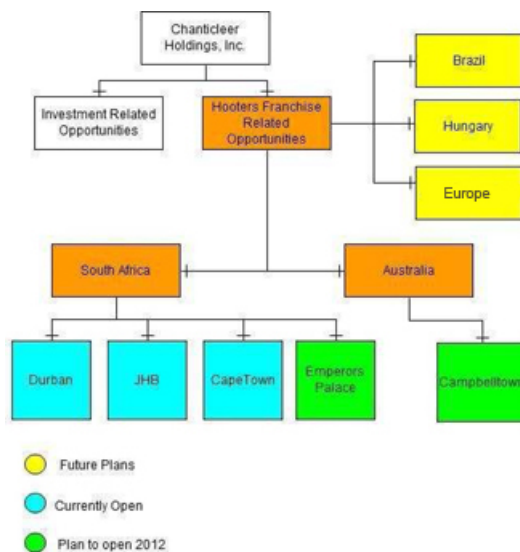 Chanticleer
Holdings, Inc.
Investment Related
Opportunities
Hooters Franchise
Related
Opportunities
Brazil
Hungary
Europe
South Africa
Australia
Durban
JHB
CapeTown
Emperors
Palace
Campbelltown
Future Plans
Currently Open
Plan to open 2012